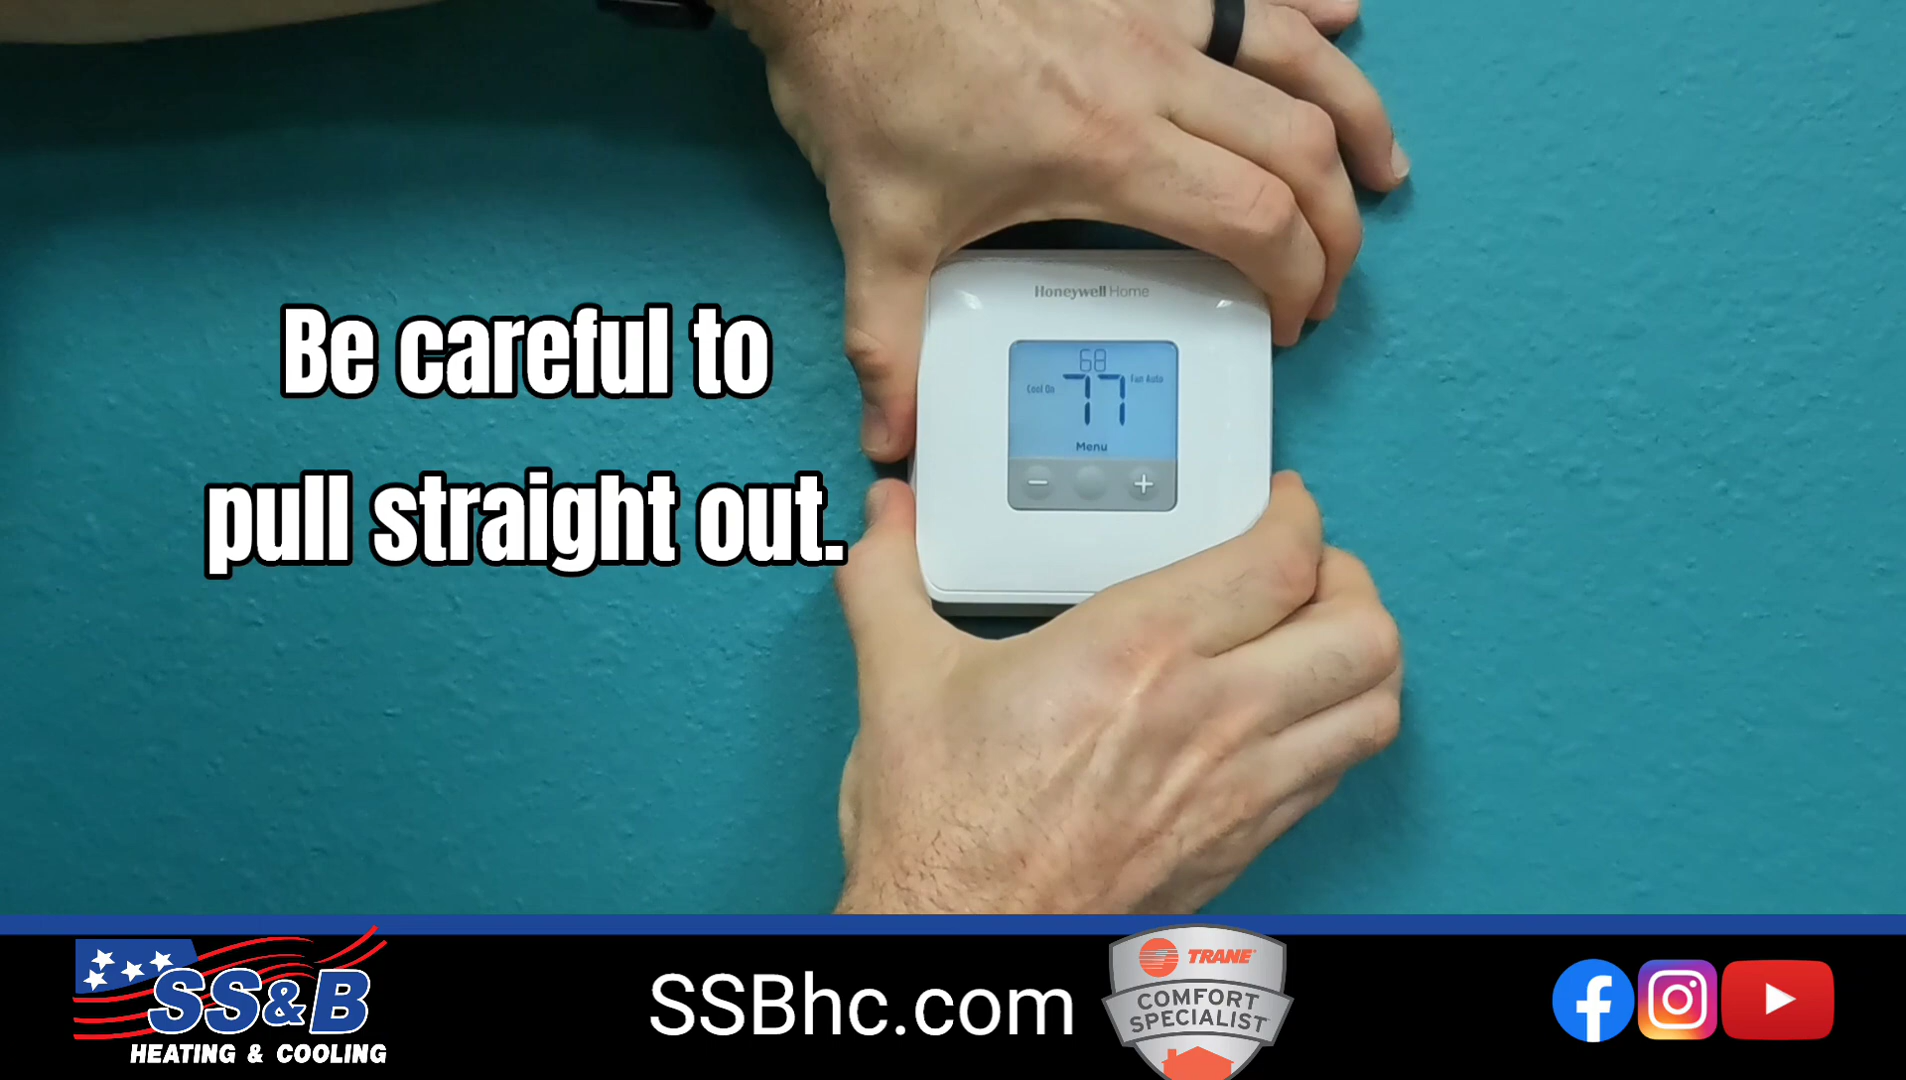 Honeywell Home
68
Cool On
77
Fan Auto
Menu
Be careful to
pull straight out.
SS&B
HEATING & COOLING
SSBhc.com
TRANE
COMFORT
SPECIALIST